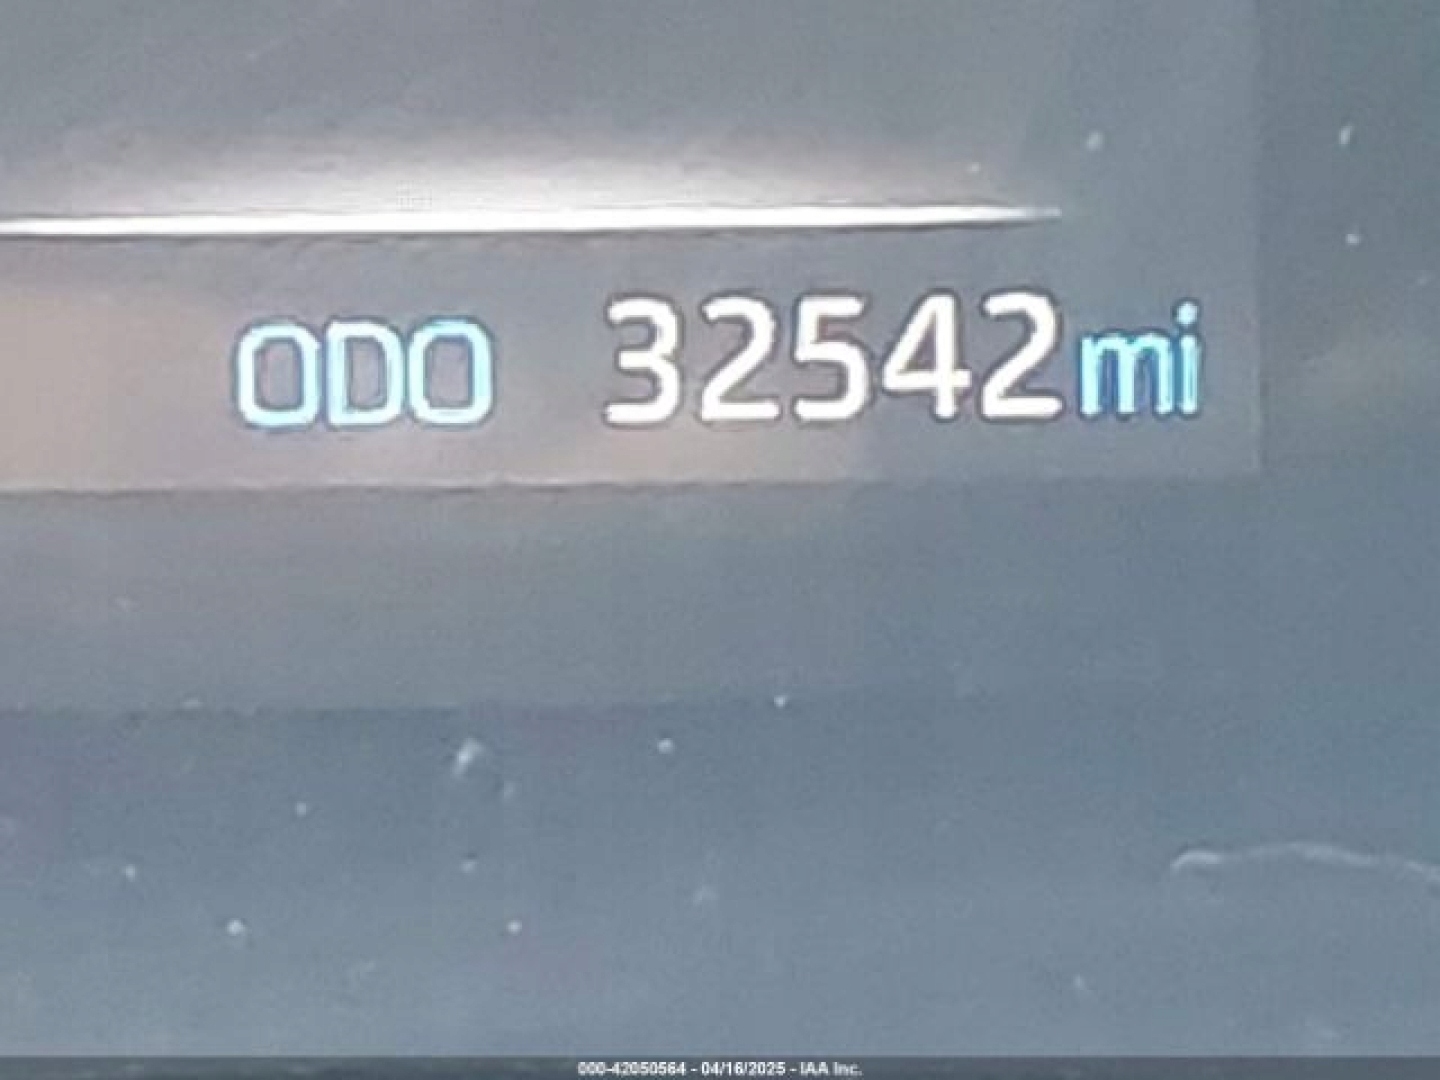 ODO 32542mi
000-42050564 - 04/16/2025 - IAA Inc.